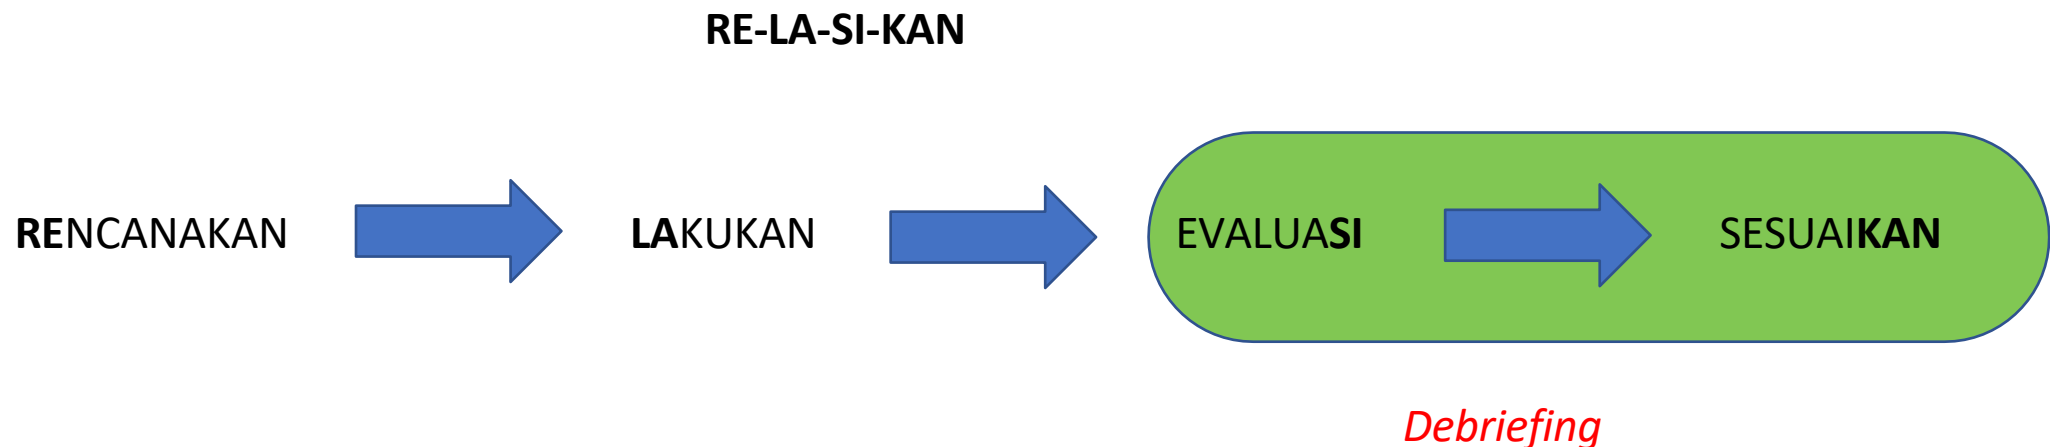 RE-LA-SI-KAN
RENCANAKAN LAKUKAN EVALUASI SESUAIKAN
Debriefing